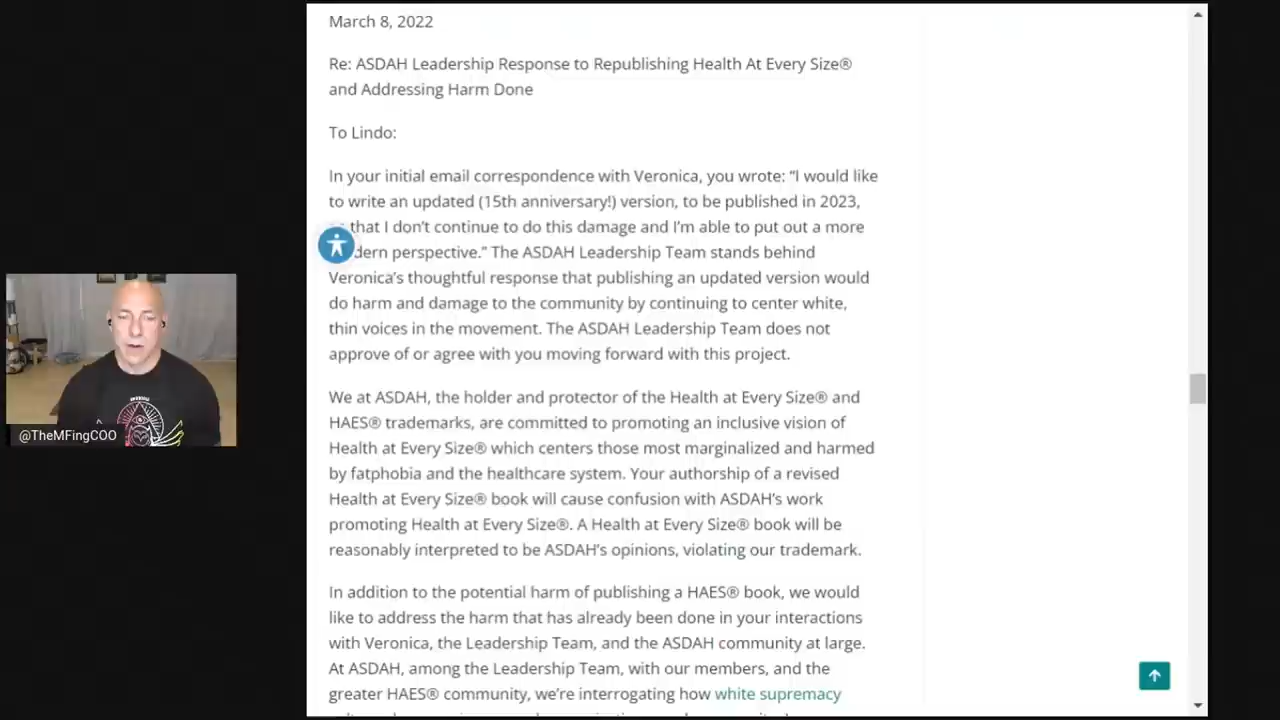 March 8, 2022
Re: ASDAH Leadership Response to Republishing Health At Every Size®
and Addressing Harm Done
To Lindo:
In your initial email correspondence with Veronica, you wrote: “I would like
to write an updated (15th anniversary!) version, to be published in 2023,
that I don’t continue to do this damage and I’m able to put out a more
dern perspective.” The ASDAH Leadership Team stands behind
Veronica’s thoughtful response that publishing an updated version would
do harm and damage to the community by continuing to center white,
thin voices in the movement. The ASDAH Leadership Team does not
approve of or agree with you moving forward with this project.
We at ASDAH, the holder and protector of the Health at Every Size® and
HAES® trademarks, are committed to promoting an inclusive vision of
Health at Every Size® which centers those most marginalized and harmed
by fatphobia and the healthcare system. Your authorship of a revised
Health at Every Size® book will cause confusion with ASDAH’s work
promoting Health at Every Size®. A Health at Every Size® book will be
reasonably interpreted to be ASDAH’s opinions, violating our trademark.
In addition to the potential harm of publishing a HAES® book, we would
like to address the harm that has already been done in your interactions
with Veronica, the Leadership Team, and the ASDAH community at large.
At ASDAH, among the Leadership Team, with our members, and the
greater HAES® community, we’re interrogating how white supremacy
@TheMFingCOO